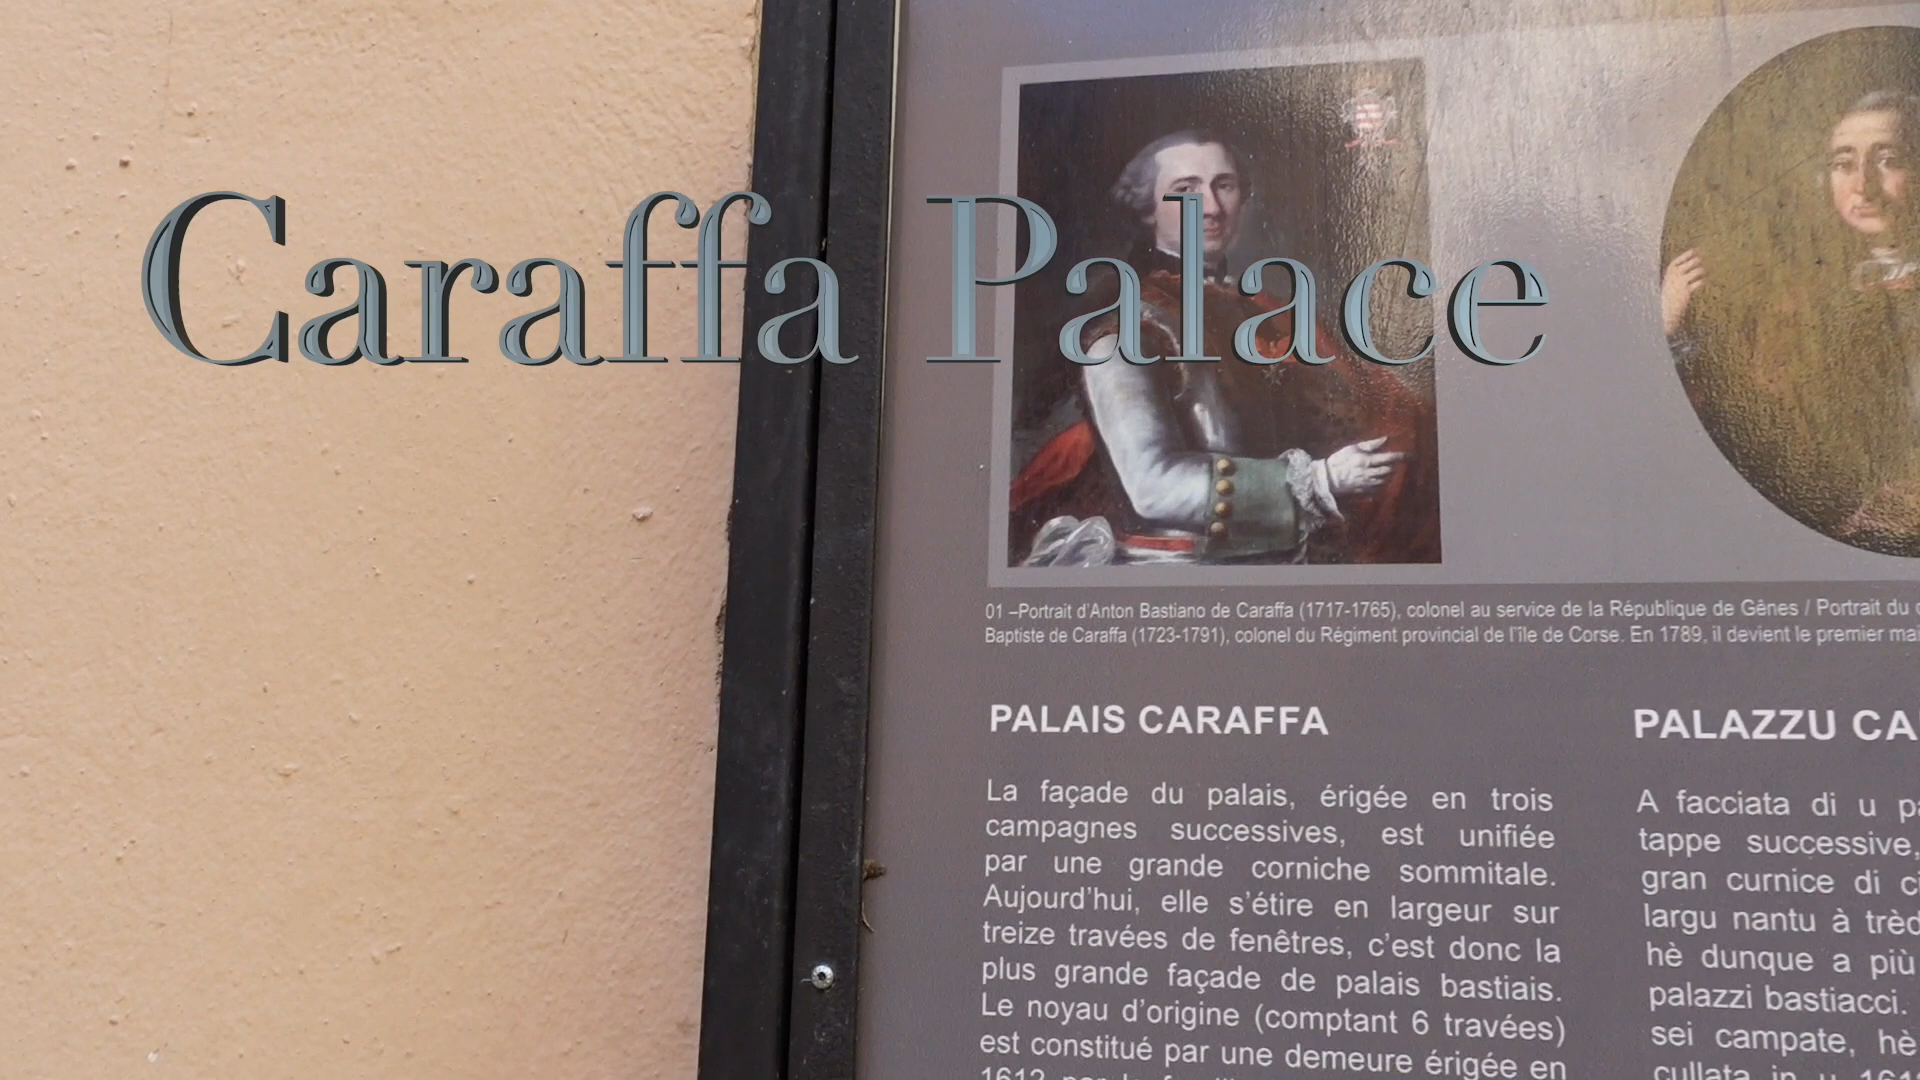 Caraffa Palace
01 –Portrait d'Anton Bastiano de Caraffa (1717-1765), colonel au service de la République de Gênes / Portrait du
Baptiste de Caraffa (1723-1791), colonel du Régiment provincial de l'île de Corse. En 1789, il devient le premier
PALAIS CARAFFA
La façade du palais, érigée en trois
campagnes successives, est unifiée
par une grande corniche sommitale.
Aujourd'hui, elle s'étire en largeur sur
treize travées de fenêtres, c'est donc la
plus grande façade de palais bastiais.
Le noyau d'origine (comptant 6 travées)
est constitué par une demeure érigée en
1612 par
PALAZZU
A facciata di u
tappe successive,
gran curnice di
largu nantu à
hè dunque a più
palazzi bastiacci.
sei campate, hè
cullata in u